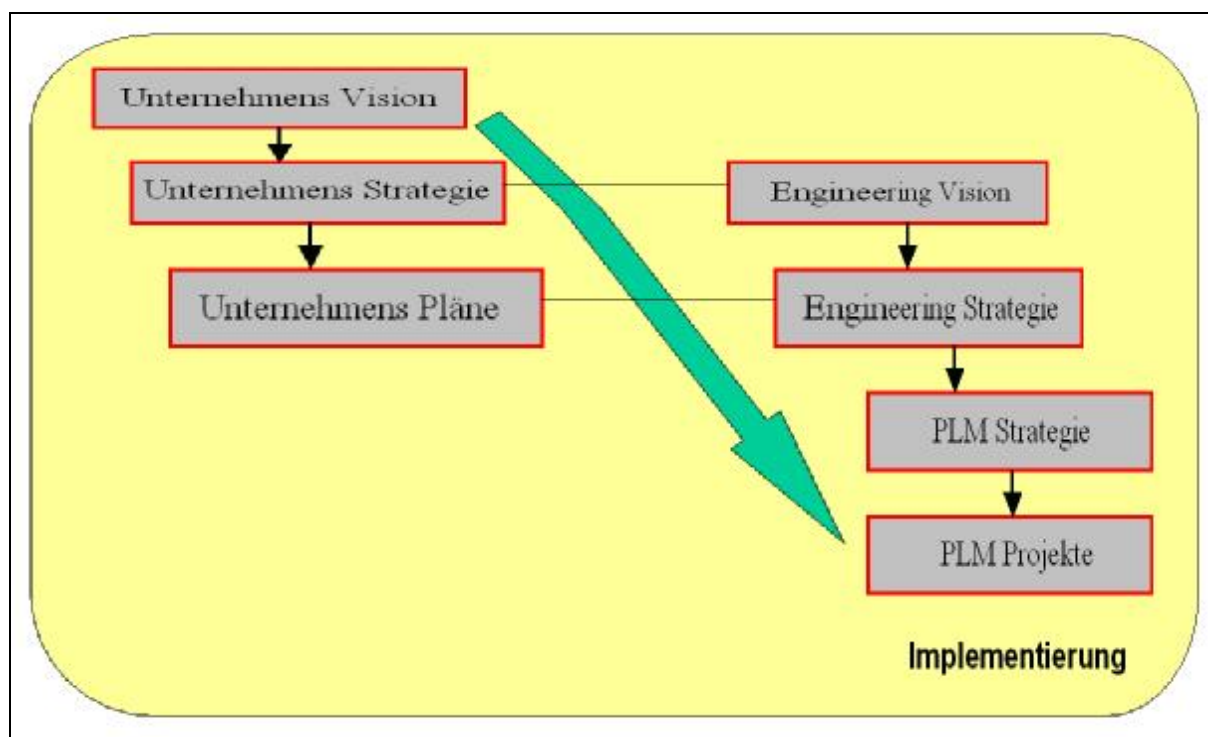 Unternehmens Vision
Unternehmens Strategie
Engineering Vision
Unternehmens Pläne
Engineering Strategie
PLM Strategie
PLM Projekte
Implementierung